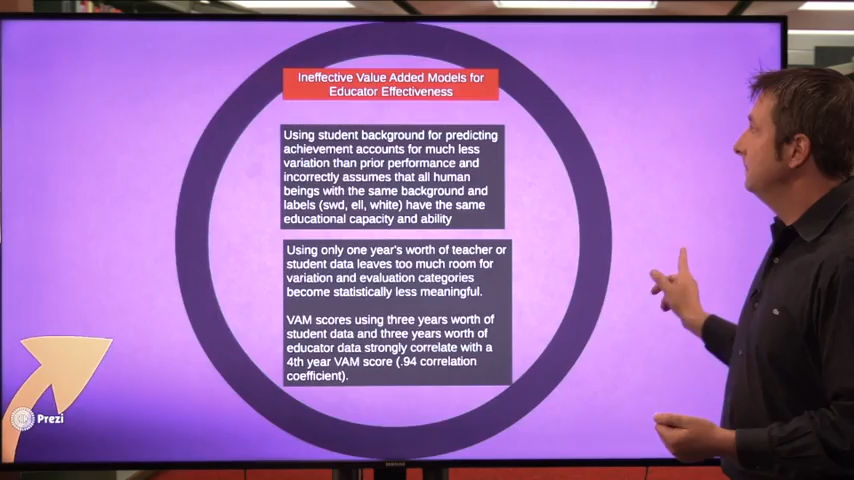 Ineffective Value Added Models for
Educator Effectiveness
Using student background for predicting
achievement accounts for much less
variation than prior performance and
incorrectly assumes that all human
beings with the same background and
labels (swd, ell, white) have the same
educational capacity and ability
Using only one year's worth of teacher or
student data leaves too much room for
variation and evaluation categories
become statistically less meaningful.
VAM scores using three years worth of
student data and three years worth of
educator data strongly correlate with a
4th year VAM score (.94 correlation
coefficient).
Prezi
SAMSUNG